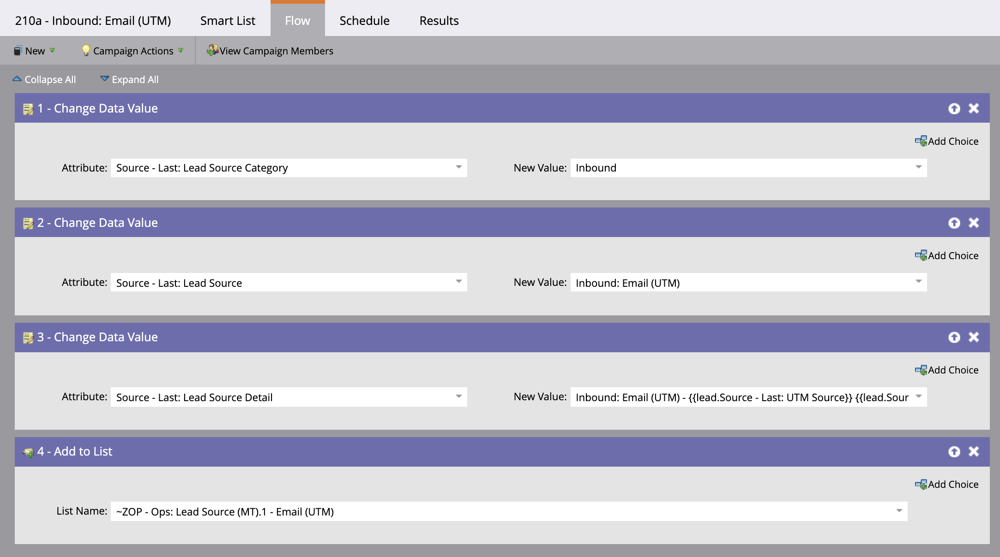 210a - Inbound: Email (UTM) Smart List Flow Schedule Results
New Campaign Actions View Campaign Members
Collapse All Expand All
1 - Change Data Value
Add Choice
Attribute: Source - Last: Lead Source Category New Value: Inbound
2 - Change Data Value
Add Choice
Attribute: Source - Last: Lead Source New Value: Inbound: Email (UTM)
3 - Change Data Value
Add Choice
Attribute: Source - Last: Lead Source Detail New Value: Inbound: Email (UTM) - {{lead.Source - Last: UTM Source}} {{lead.Sour
4 - Add to List
Add Choice
List Name: ~ZOP - Ops: Lead Source (MT).1 - Email (UTM)